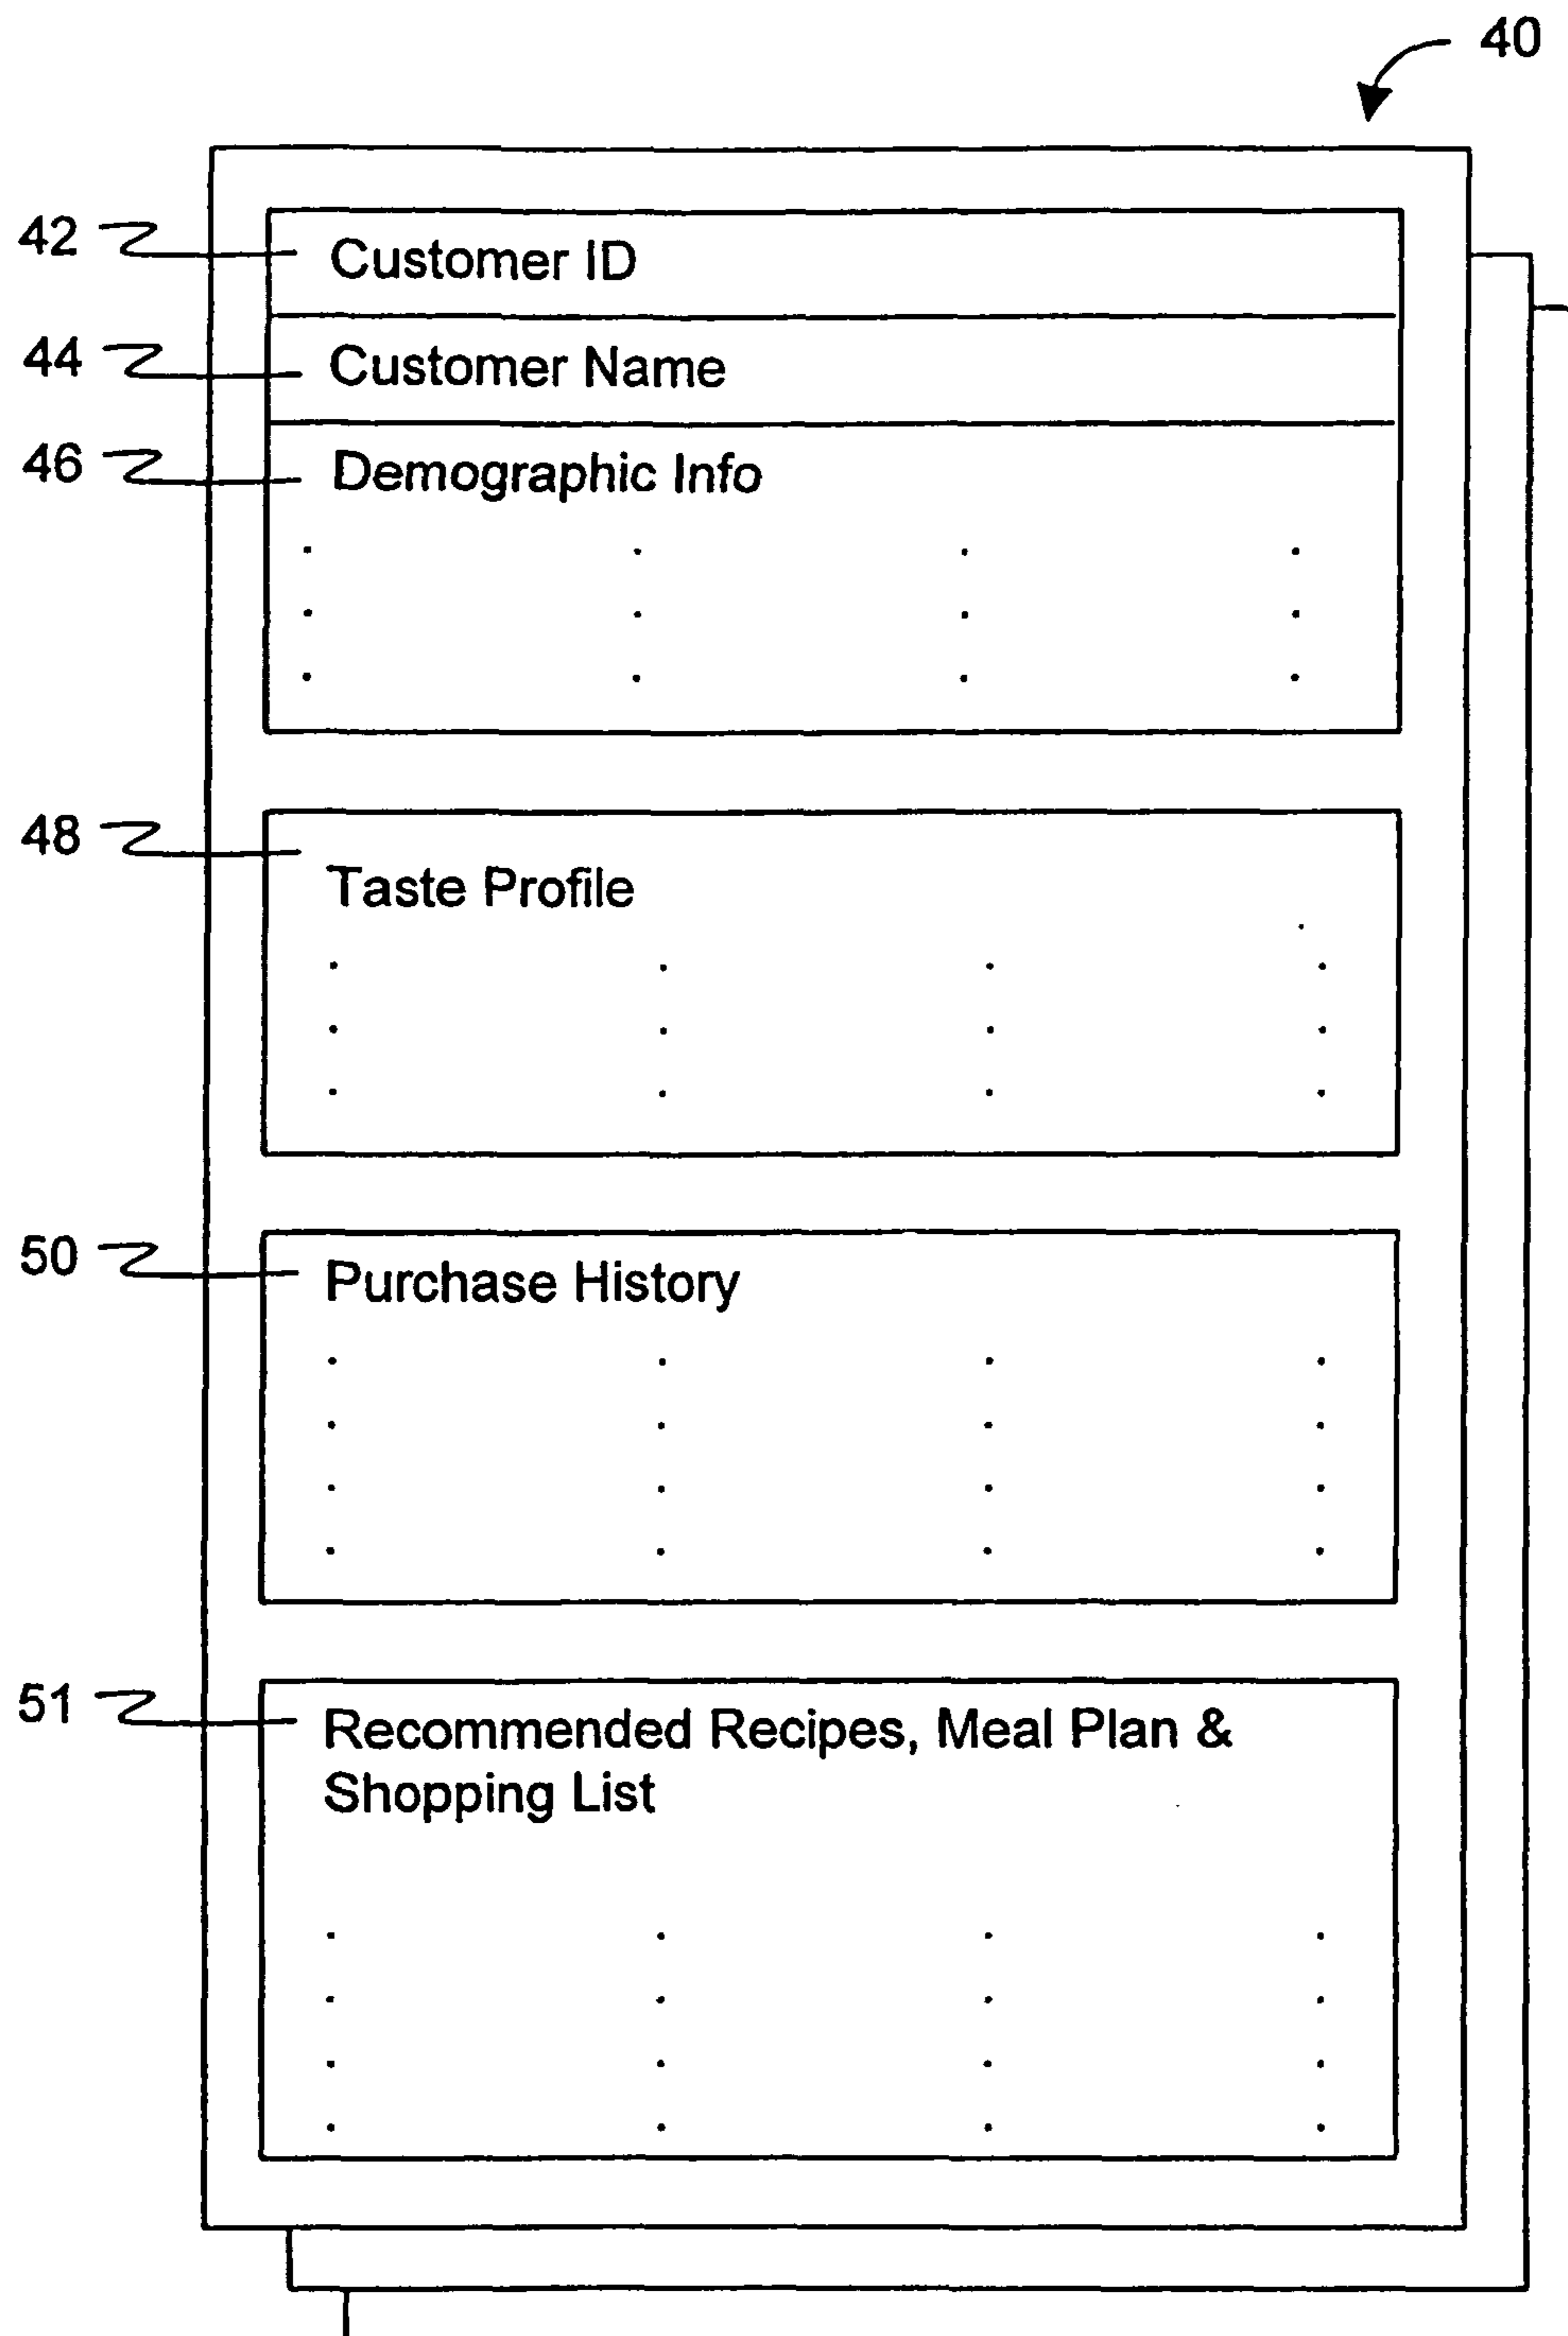 40
42 Customer ID
44 Customer Name
46 Demographic Info
48 Taste Profile
50 Purchase History
51 Recommended Recipes, Meal Plan &
Shopping List